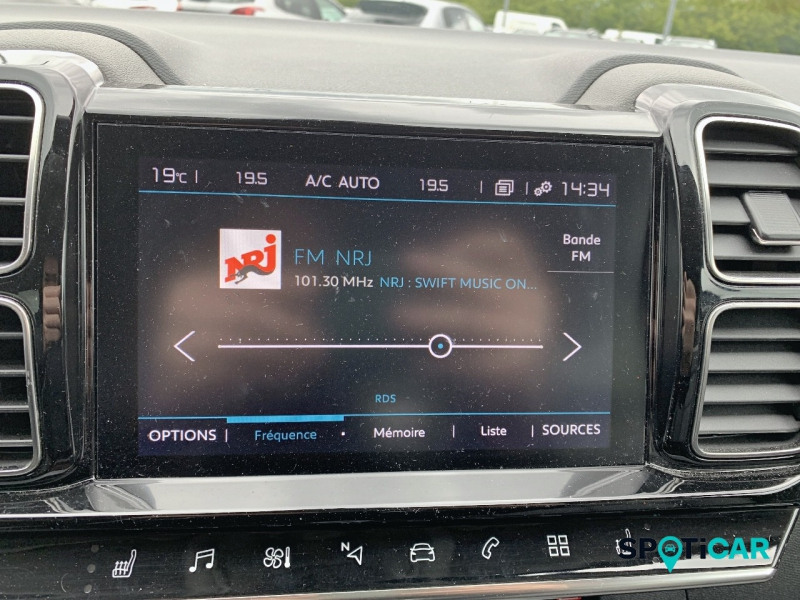 19°C 19.5 A/C AUTO 19.5 14:34
NRJ
FM NRJ
101.30 MHz NRJ : SWIFT MUSIC ON...
Bande
FM
RDS
OPTIONS Fréquence Mémoire Liste SOURCES
N
SPOTiCAR